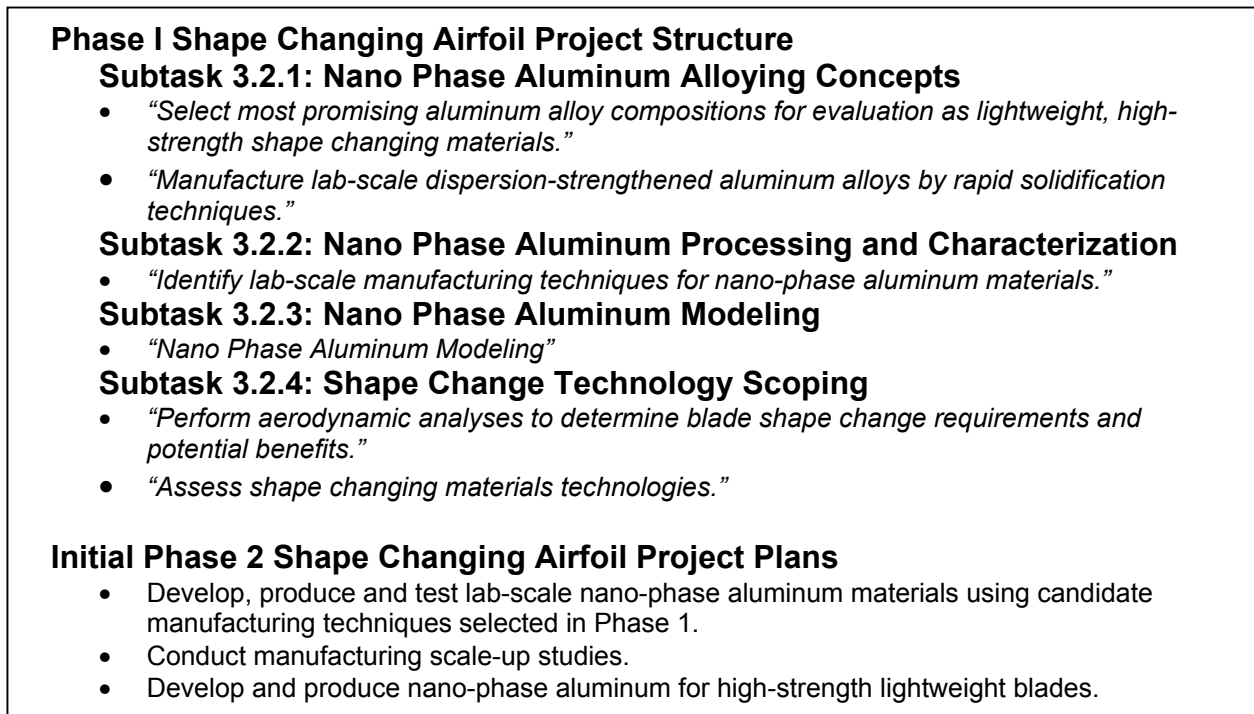 Phase I Shape Changing Airfoil Project Structure
Subtask 3.2.1: Nano Phase Aluminum Alloying Concepts
• “Select most promising aluminum alloy compositions for evaluation as lightweight, high-
strength shape changing materials.”
• “Manufacture lab-scale dispersion-strengthened aluminum alloys by rapid solidification
techniques.”
Subtask 3.2.2: Nano Phase Aluminum Processing and Characterization
• “Identify lab-scale manufacturing techniques for nano-phase aluminum materials.”
Subtask 3.2.3: Nano Phase Aluminum Modeling
• “Nano Phase Aluminum Modeling”
Subtask 3.2.4: Shape Change Technology Scoping
• “Perform aerodynamic analyses to determine blade shape change requirements and
potential benefits.”
• “Assess shape changing materials technologies.”
Initial Phase 2 Shape Changing Airfoil Project Plans
• Develop, produce and test lab-scale nano-phase aluminum materials using candidate
manufacturing techniques selected in Phase 1.
• Conduct manufacturing scale-up studies.
• Develop and produce nano-phase aluminum for high-strength lightweight blades.